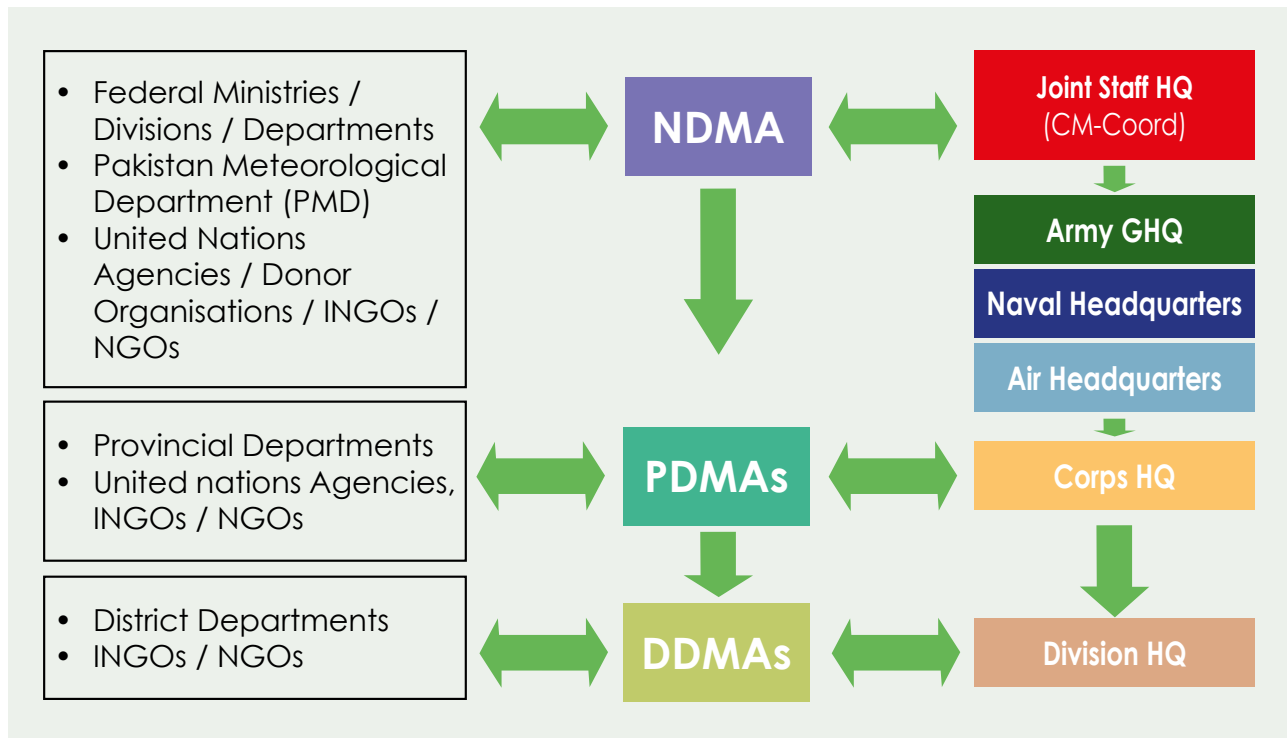 • Federal Ministries /
Divisions / Departments
• Pakistan Meteorological
Department (PMD)
• United Nations
Agencies / Donor
Organisations / INGOs /
NGOs
NDMA
Joint Staff HQ
(CM-Coord)
Army GHQ
Naval Headquarters
Air Headquarters
• Provincial Departments
• United nations Agencies,
INGOs / NGOs
PDMAs
Corps HQ
• District Departments
• INGOs / NGOs
DDMAs
Division HQ